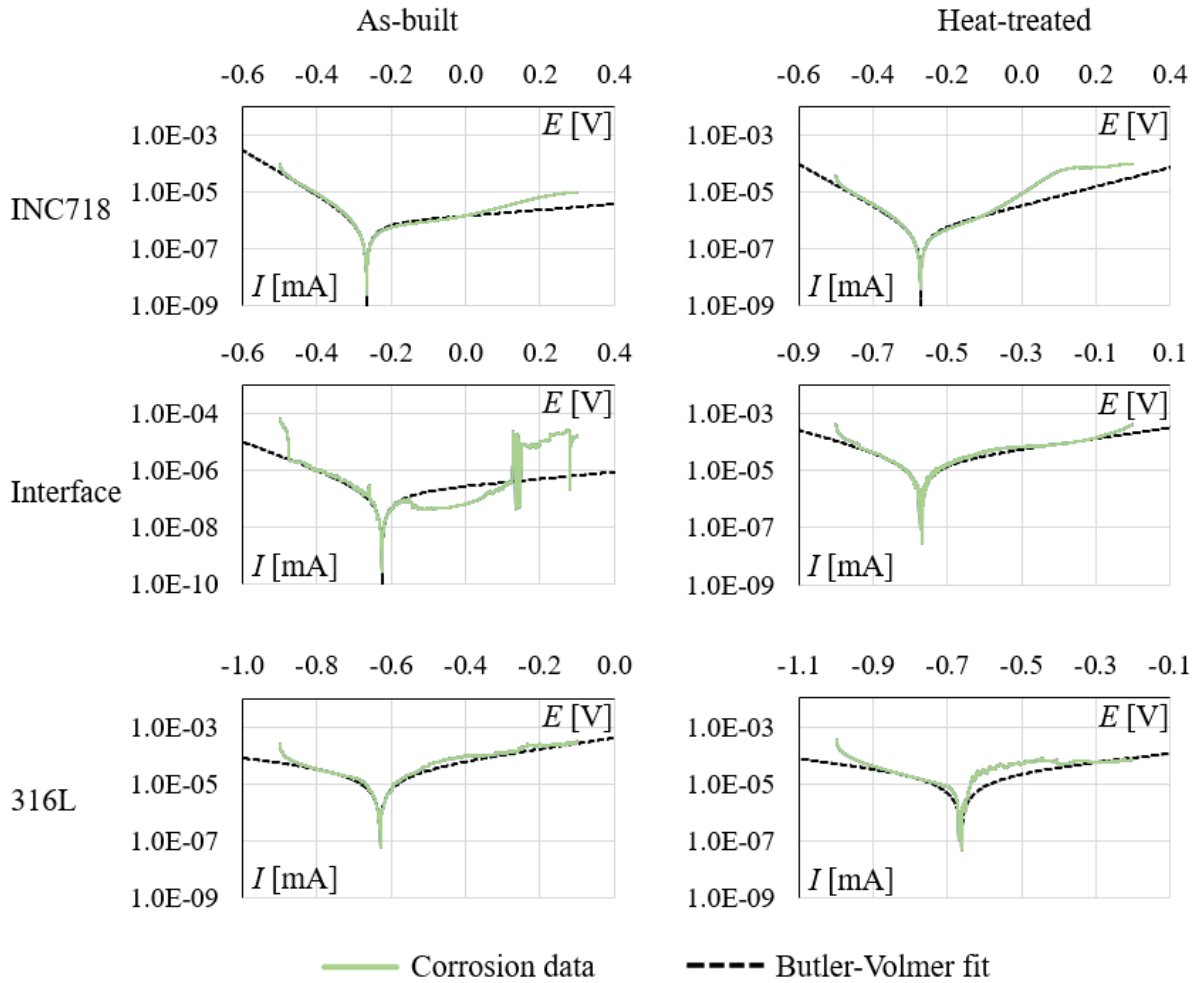 As-built Heat-treated
-0.6 -0.4 -0.2 0.0 0.2 0.4 -0.6 -0.4 -0.2 0.0 0.2 0.4
E [V] E [V]
1.0E-03 1.0E-03
1.0E-05 1.0E-05
INC718
1.0E-07 1.0E-07
I [mA] I [mA]
1.0E-09 1.0E-09
-0.6 -0.4 -0.2 0.0 0.2 0.4 -0.9 -0.7 -0.5 -0.3 -0.1 0.1
E [V] E [V]
1.0E-04 1.0E-03
1.0E-06 1.0E-05
Interface
1.0E-08 1.0E-07
I [mA] I [mA]
1.0E-10 1.0E-09
-1.0 -0.8 -0.6 -0.4 -0.2 0.0 -1.1 -0.9 -0.7 -0.5 -0.3 -0.1
E [V] E [V]
1.0E-03 1.0E-03
1.0E-05 1.0E-05
316L
1.0E-07 1.0E-07
I [mA] I [mA]
1.0E-09 1.0E-09
Corrosion data Butler-Volmer fit